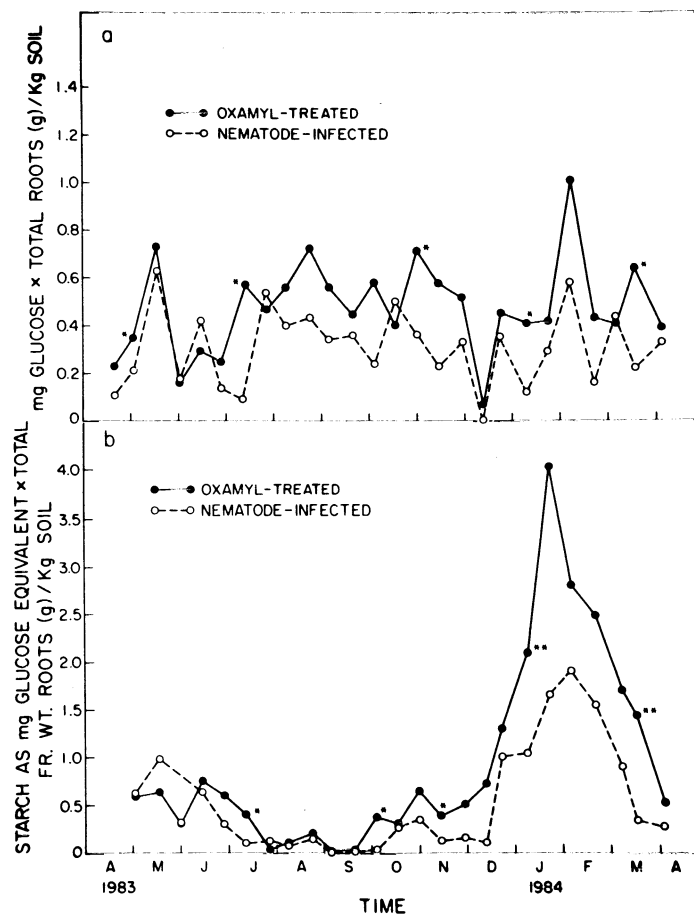 a
mg GLUCOSE × TOTAL ROOTS (g)/Kg SOIL
1.4
1.2
1.0
0.8
0.6
0.4
0.2
0
OXAMYL-TREATED
NEMATODE-INFECTED
*
*
*
*
*
b
STARCH AS mg GLUCOSE EQUIVALENT × TOTAL
FR. WT. ROOTS (g)/Kg SOIL
4.0
3.5
3.0
2.0
1.5
1.0
0.5
0
OXAMYL-TREATED
NEMATODE-INFECTED
*
*
*
**
**
A M J J A S O N D J F M A
1983 1984
TIME